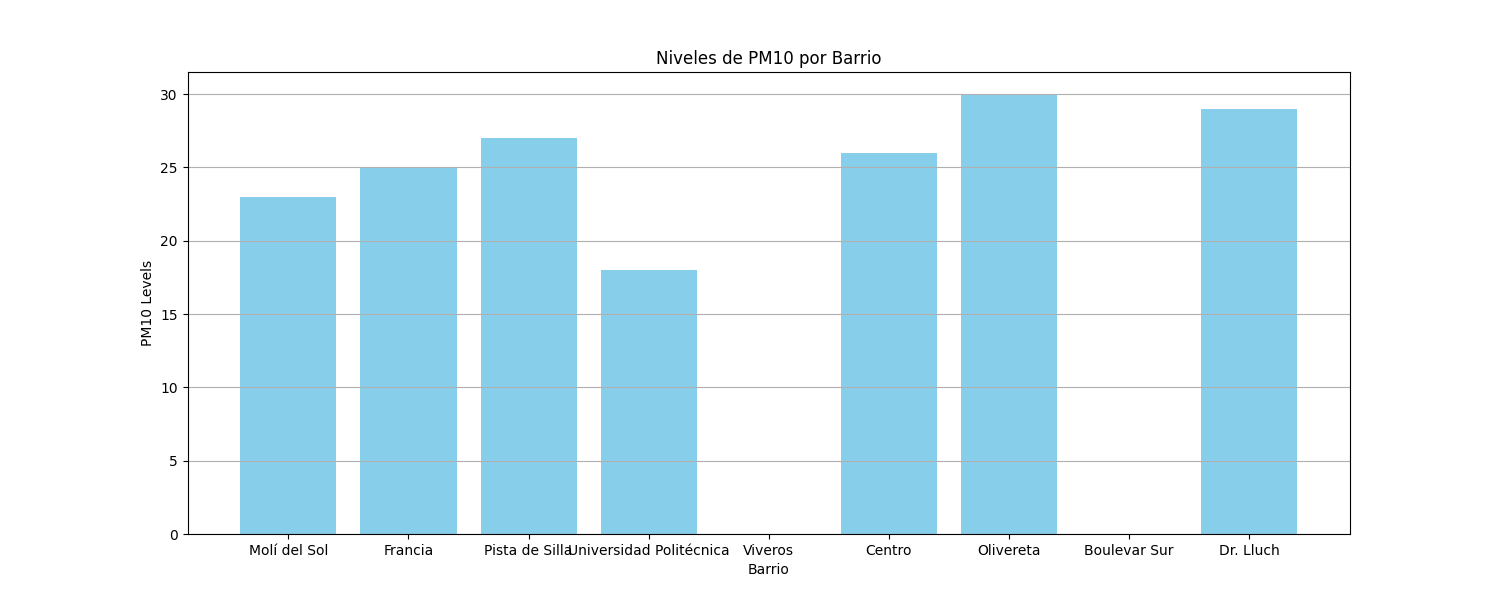 Niveles de PM10 por Barrio
PM10 Levels
30
25
20
15
10
5
0
Molí del Sol Francia Pista de Silla Universidad Politécnica Viveros Centro Olivereta Boulevar Sur Dr. Lluch
Barrio